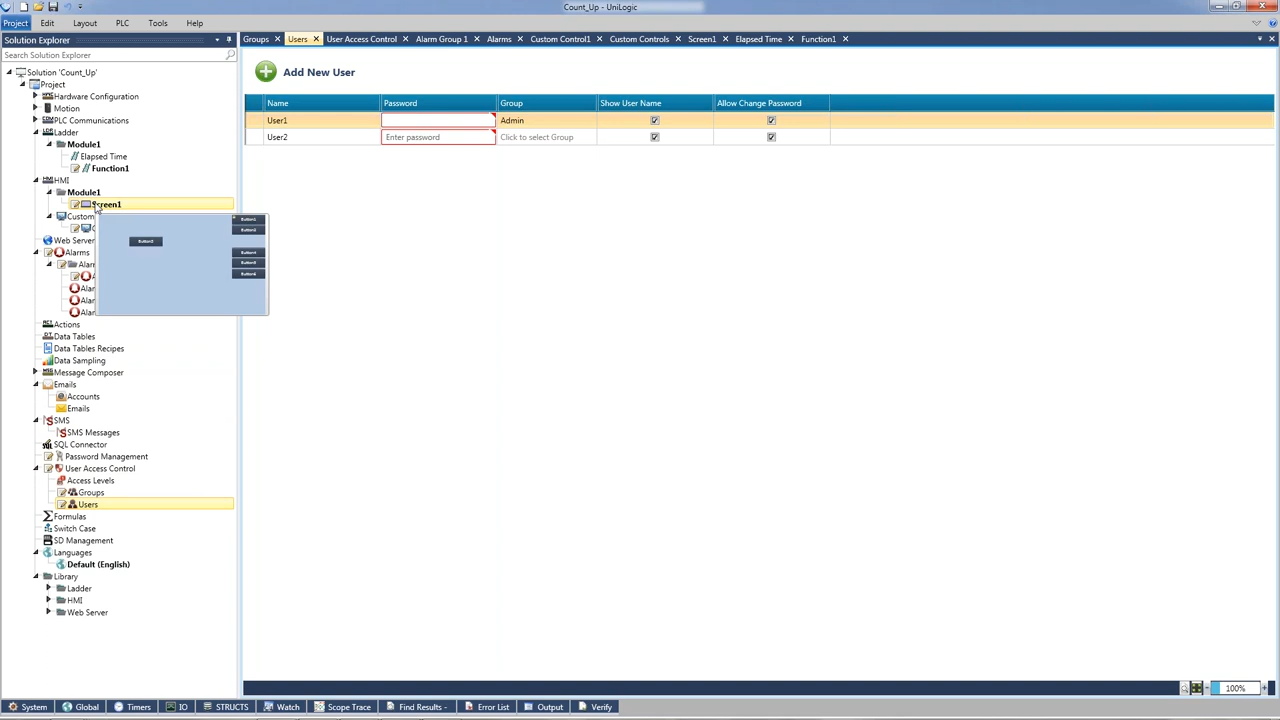 Count_Up - UniLogic
Project Edit Layout PLC Tools Help
Solution Explorer
Groups Users User Access Control Alarm Group 1 Alarms Custom Control1 Custom Controls Screen1 Elapsed Time Function1
Search Solution Explorer
Solution 'Count_Up'
Project
Hardware Configuration
Motion
PLC Communications
Ladder
Module1
Elapsed Time
Function1
HMI
Module1
Screen1
Custom
C
Web Server
Alarms
Alar
A
Alar
Alar
Alar
Actions
Data Tables
Data Tables Recipes
Data Sampling
Message Composer
Emails
Accounts
Emails
SMS
SMS Messages
SQL Connector
Password Management
User Access Control
Access Levels
Groups
Users
Formulas
Switch Case
SD Management
Languages
Default (English)
Library
Ladder
HMI
Web Server
Add New User
Name Password Group Show User Name Allow Change Password
User1 Admin
User2 Enter password Click to select Group
100%
System Global Timers IO STRUCTS Watch Scope Trace Find Results - Error List Output Verify